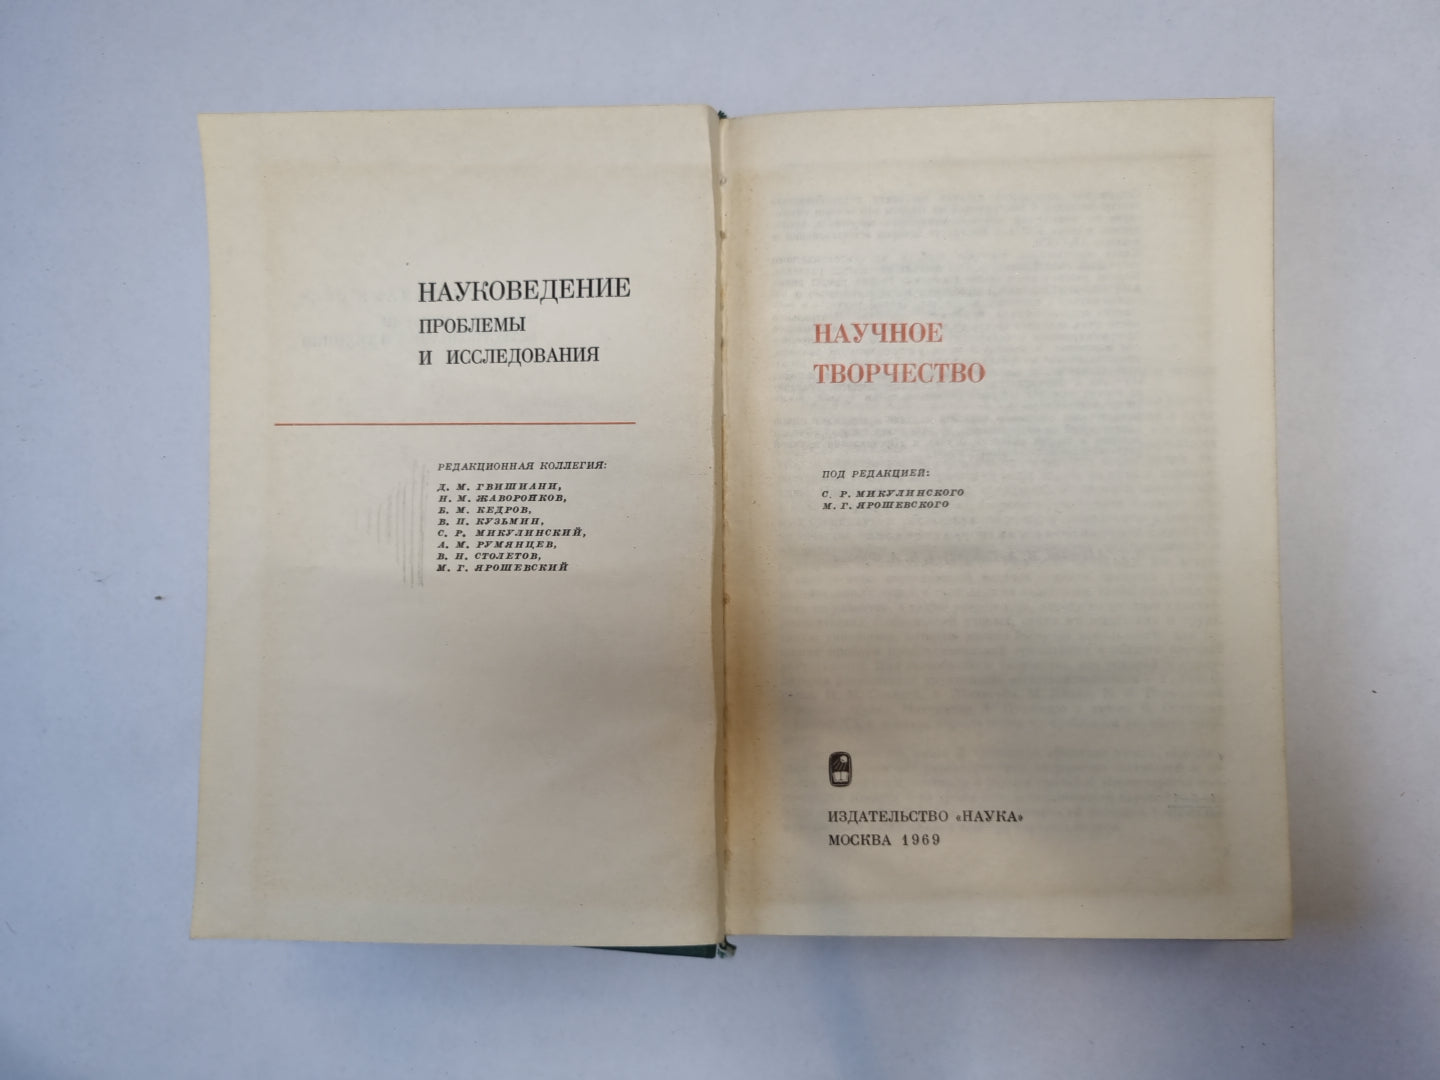 НАУКОВЕДЕНИЕ
ПРОБЛЕМЫ
И ИССЛЕДОВАНИЯ
РЕДАКЦИОННАЯ КОЛЛЕГИЯ:
Д. М. ГВИШИАНИ,
Н. М. ЖАВОРОНКОВ,
Б. М. КЕДРОВ,
В. П. КУЗЬМИН,
С. Р. МИКУЛИНСКИЙ,
А. М. РУМЯНЦЕВ,
В. Н. СТОЛЕТОВ,
М. Г. ЯРОШЕВСКИЙ
НАУЧНОЕ
ТВОРЧЕСТВО
ПОД РЕДАКЦИЕЙ:
С. Р. МИКУЛИНСКОГО
М. Г. ЯРОШЕВСКОГО
ИЗДАТЕЛЬСТВО «НАУКА»
МОСКВА 1969